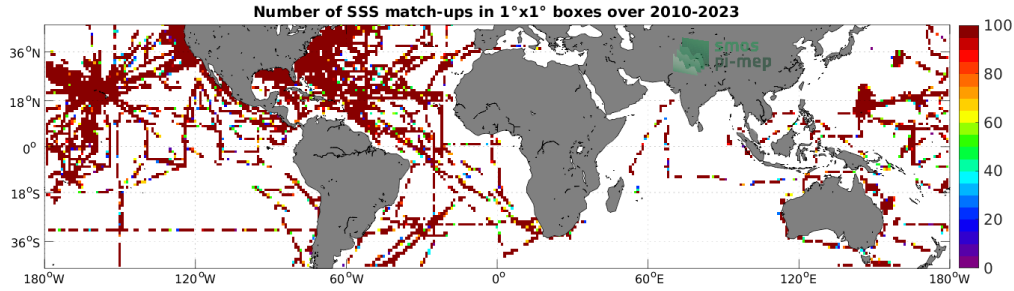 Number of SSS match-ups in 1°x1° boxes over 2010-2023
36°N
18°N
0°
18°S
36°S
180°W
120°W
60°W
0°
60°E
120°E
180°W
smos
pi-mep
100
80
60
40
20
0